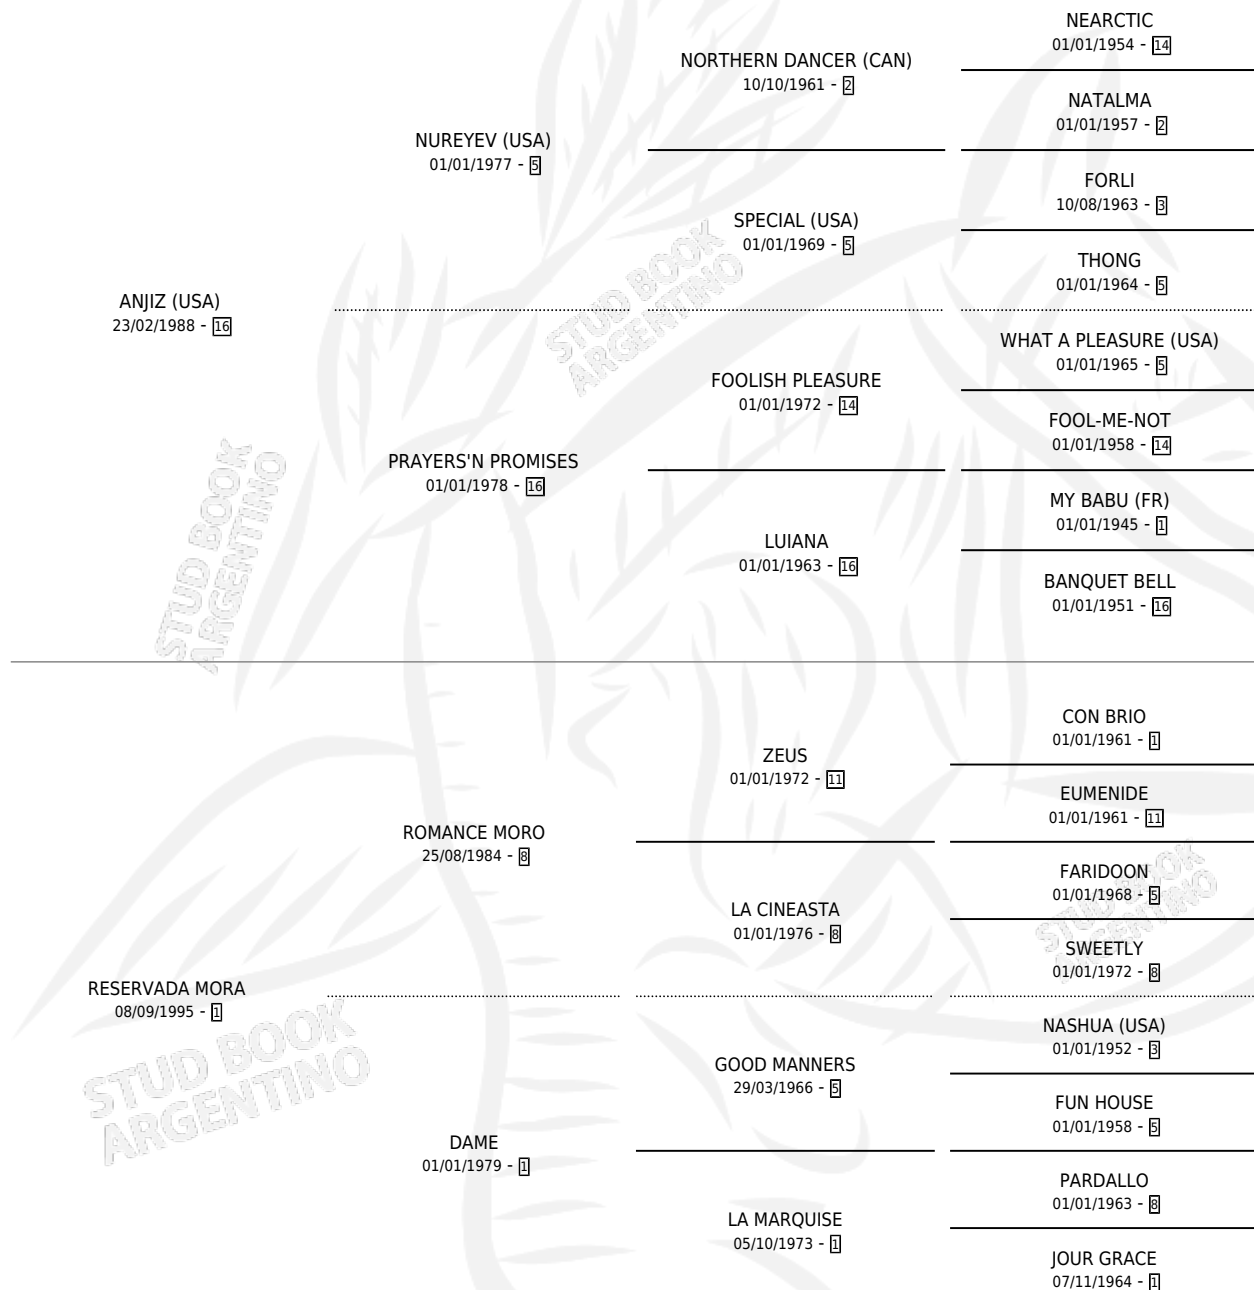 NEARCTIC
01/01/1954 - 14
NORTHERN DANCER (CAN)
10/10/1961 - 2
NATALMA
01/01/1957 - 2
NUREYEV (USA)
01/01/1977 - 5
FORLI
10/08/1963 - 3
SPECIAL (USA)
01/01/1969 - 5
THONG
01/01/1964 - 5
ANJIZ (USA)
23/02/1988 - 16
STUD BOOK
ARGENTINO
WHAT A PLEASURE (USA)
01/01/1965 - 5
FOOLISH PLEASURE
01/01/1972 - 14
FOOL-ME-NOT
01/01/1958 - 14
PRAYERS'N PROMISES
01/01/1978 - 16
MY BABU (FR)
01/01/1945 - 1
LUIANA
01/01/1963 - 16
BANQUET BELL
01/01/1951 - 16
STUD BOOK
ARGENTINO
CON BRIO
01/01/1961 - 1
ZEUS
01/01/1972 - 11
EUMENIDE
01/01/1961 - 11
ROMANCE MORO
25/08/1984 - 8
FARIDOON
01/01/1968 - 5
LA CINEASTA
01/01/1976 - 8
SWEETLY
01/01/1972 - 8
STUD BOOK
ARGENTINO
RESERVADA MORA
08/09/1995 - 1
NASHUA (USA)
01/01/1952 - 3
GOOD MANNERS
29/03/1966 - 5
FUN HOUSE
01/01/1958 - 5
STUD BOOK
ARGENTINO
DAME
01/01/1979 - 1
PARDALLO
01/01/1963 - 8
LA MARQUISE
05/10/1973 - 1
JOUR GRACE
07/11/1964 - 1